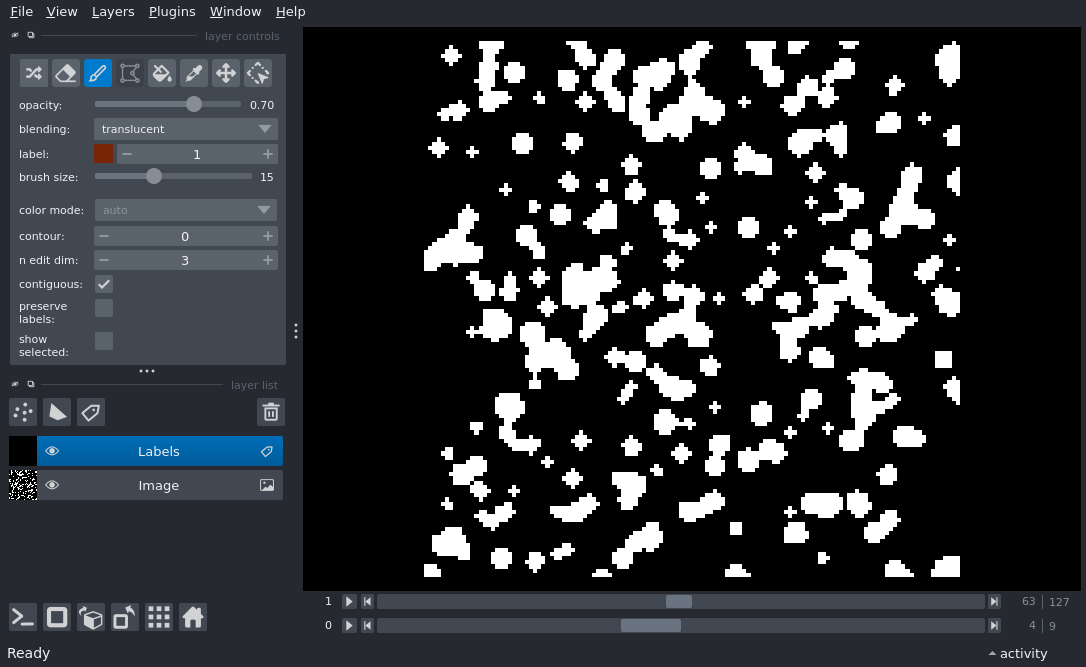 File View Layers Plugins Window Help
layer controls
opacity: 0.70
blending: translucent
label: 1
brush size: 15
color mode: auto
contour: 0
n edit dim: 3
contiguous:
preserve
labels:
show
selected:
layer list
Labels
Image
1 63 127
0 4 9
Ready activity